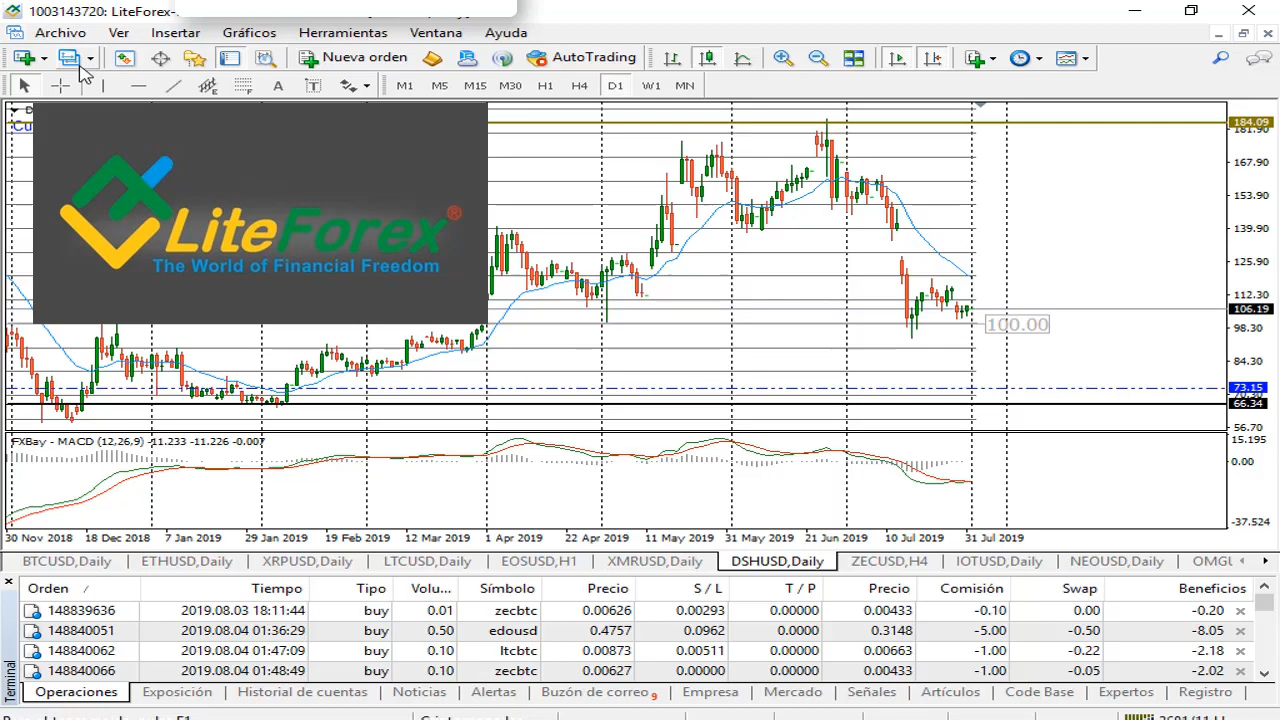 1003143720: LiteForex-
Archivo Ver Insertar Gráficos Herramientas Ventana Ayuda
Nueva orden AutoTrading
A T M1 M5 M15 M30 H1 H4 D1 W1 MN
184.09
181.90
167.90
153.90
139.90
125.90
112.30
106.19
98.30
84.30
73.15
66.34
56.70
LiteForex®
The World of Financial Freedom
100.00
FXBay - MACD (12,26,9) -11.233 -11.226 -0.007
15.195
0.00
-37.524
30 Nov 2018 18 Dec 2018 7 Jan 2019 29 Jan 2019 19 Feb 2019 12 Mar 2019 1 Apr 2019 22 Apr 2019 11 May 2019 31 May 2019 21 Jun 2019 10 Jul 2019 31 Jul 2019
BTCUSD,Daily ETHUSD,Daily XRPUSD,Daily LTCUSD,Daily EOSUSD,H1 XMRUSD,Daily DSHUSD,Daily ZECUSD,H4 IOTUSD,Daily NEOUSD,Daily OMGU
Orden Tiempo Tipo Volu... Símbolo Precio S / L T / P Precio Comisión Swap Beneficios
148839636 2019.08.03 18:11:44 buy 0.01 zecbtc 0.00626 0.00293 0.00000 0.00433 -0.10 0.00 -0.20
148840051 2019.08.04 01:36:29 buy 0.50 edousd 0.4757 0.0962 0.0000 0.3148 -5.00 -0.50 -8.05
148840062 2019.08.04 01:47:09 buy 0.10 ltcbtc 0.00873 0.00511 0.00000 0.00663 -1.00 -0.22 -2.18
148840066 2019.08.04 01:48:49 buy 0.10 zecbtc 0.00627 0.00000 0.00000 0.00433 -1.00 -0.05 -2.02
Terminal
Operaciones Exposición Historial de cuentas Noticias Alertas Buzón de correo 9 Empresa Mercado Señales Artículos Code Base Expertos Registro